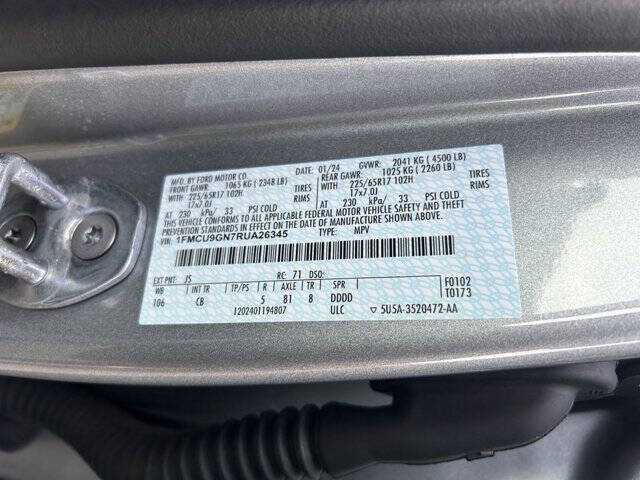 MFD. BY FORD MOTOR CO. DATE: 01/24 GVWR: 2041 KG ( 4500 LB)
FRONT GAWR: 1065 KG ( 2348 LB) REAR GAWR: 1025 KG ( 2260 LB)
225/65R17 102H TIRES 225/65R17 102H TIRES
17x7.0J RIMS 17x7.0J RIMS
AT 230 kPa/ 33 PSI COLD AT 230 kPa/ 33 PSI COLD
THIS VEHICLE CONFORMS TO ALL APPLICABLE FEDERAL MOTOR VEHICLE SAFETY AND THEFT
PREVENTION STANDARDS IN EFFECT ON THE DATE OF MANUFACTURE SHOWN ABOVE.
VIN: 1FMCU9GN7RUA26345 TYPE: MPV
EXT PNT: JS RC: 71 DSO: F0102
WB INT TR TP/PS R AXLE TR SPR T0173
106 CB 5 81 8 DDDD
1202401194807 ULC ▽ 5U5A-3520472-AA